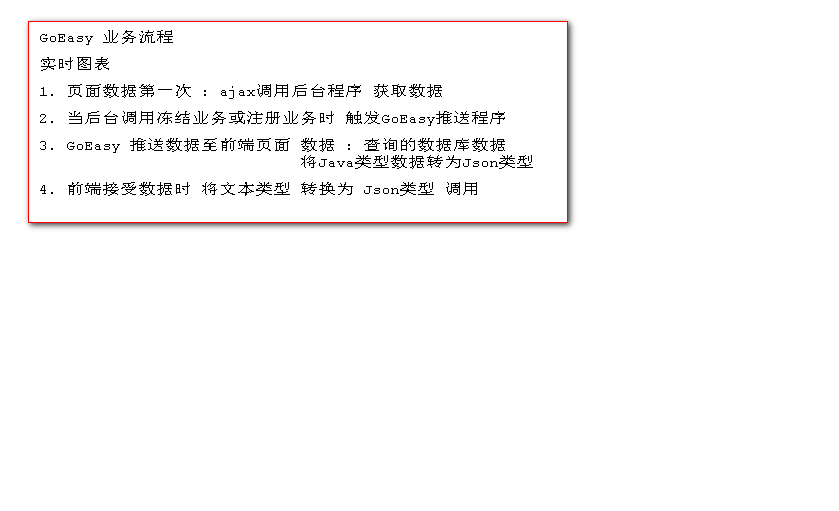 GoEasy 业务流程
实时图表
1. 页面数据第一次 : ajax调用后台程序 获取数据
2. 当后台调用冻结业务或注册业务时 触发GoEasy推送程序
3. GoEasy 推送数据至前端页面 数据 : 查询的数据库数据
将Java类型数据转为Json类型
4. 前端接受数据时 将文本类型 转换为 Json类型 调用